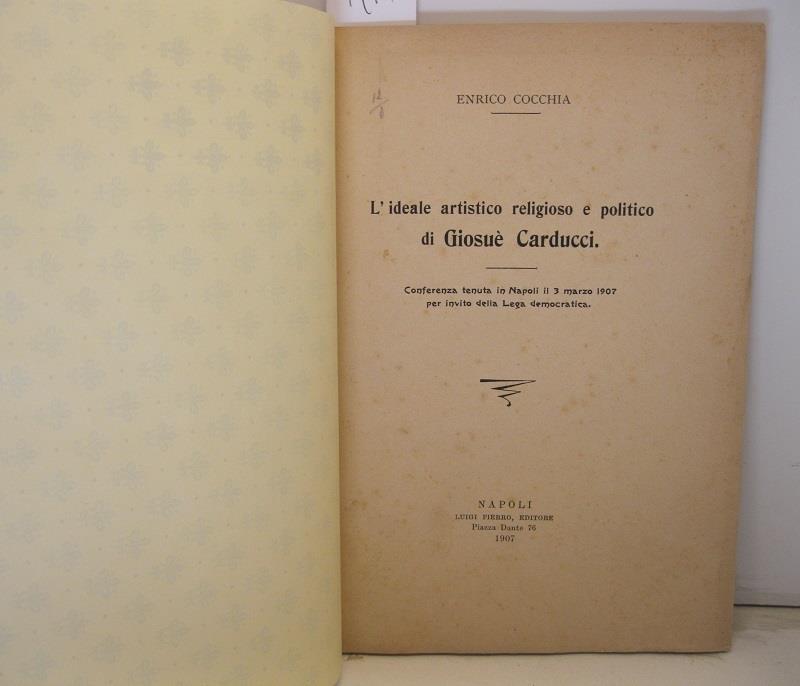 ENRICO COCCHIA
L' ideale artistico religioso e politico
di Giosuè Carducci.
Conferenza tenuta in Napoli il 3 marzo 1907
per invito della Lega democratica.
NAPOLI
LUIGI PIERRO, EDITORE
Piazza Dante 76
1907